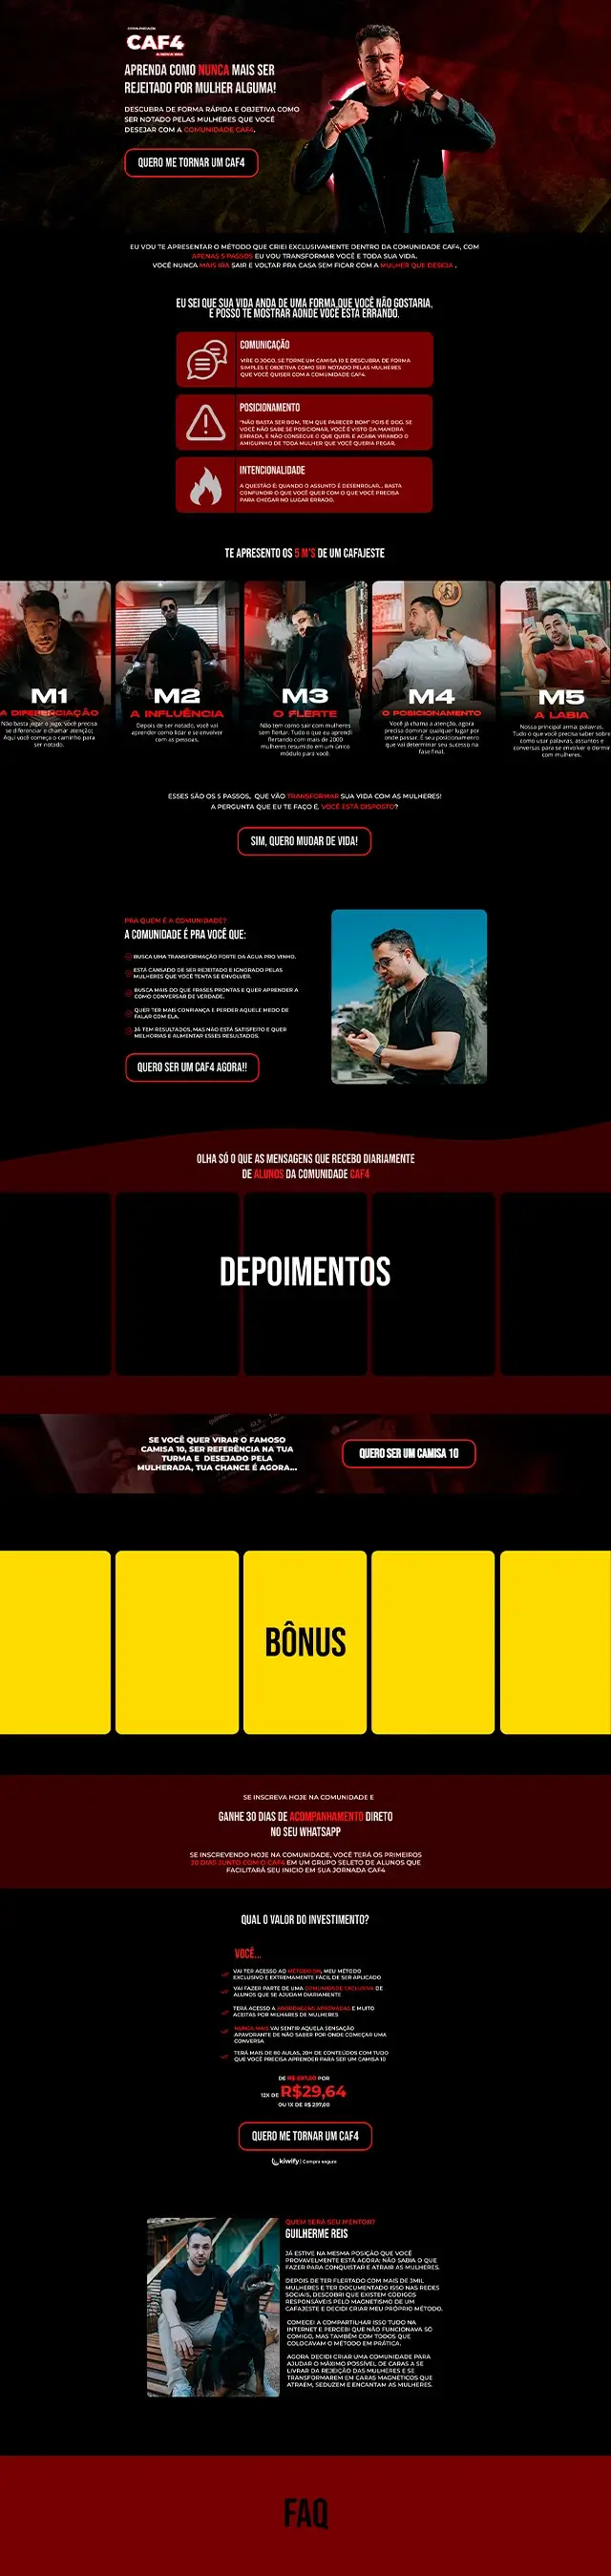 COMUNIDADE
CAF4
APRENDA COMO NUNCA MAIS SER
REJEITADO POR MULHER ALGUMA!
DESCUBRA DE FORMA RÁPIDA E OBJETIVA COMO
SER NOTADO PELAS MULHERES QUE VOCÊ
DESEJAR COM A COMUNIDADE CAF4.
QUERO ME TORNAR UM CAF4
EU VOU TE APRESENTAR O MÉTODO QUE CRIEI EXCLUSIVAMENTE DENTRO DA COMUNIDADE CAF4, COM
APENAS 5 PASSOS EU VOU TRANSFORMAR VOCÊ E TODA SUA VIDA.
VOCÊ NUNCA MAIS IRA SAIR E VOLTAR PRA CASA SEM FICAR COM A MULHER QUE DESEJA .
EU SEI QUE SUA VIDA ANDA DE UMA FORMA QUE VOCÊ NÃO GOSTARIA,
E POSSO TE MOSTRAR AONDE VOCÊ ESTÁ ERRANDO.
COMUNICAÇÃO
VIRE O JOGO, SE TORNE UM CAMISA 10 E DESCUBRA DE FORMA
SIMPLES E OBJETIVA COMO SER NOTADO PELAS MULHERES
QUE VOCÊ QUISER COM A COMUNIDADE CAF4.
POSICIONAMENTO
"NÃO BASTA SER BOM, TEM QUE PARECER BOM" POIS É DOG, SE
VOCÊ NÃO SABE SE POSICIONAR, VOCÊ É VISTO DA MANEIRA
ERRADA, E NÃO CONSEGUE O QUE QUER. E ACABA VIRANDO O
AMIGUINHO DE TODA MULHER QUE VOCÊ QUERIA PEGAR.
INTENCIONALIDADE
A QUESTÃO É: QUANDO O ASSUNTO É DESENROLAR... BASTA
CONFUNDIR O QUE VOCÊ QUER COM O QUE VOCÊ PRECISA
PARA CHEGAR NO LUGAR ERRADO.
TE APRESENTO OS 5 M'S DE UM CAFAJESTE
M1
A DIFERENCIAÇÃO
Não basta jogar o jogo, você precisa
se diferenciar e chamar atenção;
Aqui você começa o caminho para
ser notado.
M2
A INFLUÊNCIA
Depois de ser notado, você vai
aprender como lidar e se envolver
com as pessoas.
M3
O FLERTE
Não tem como sair com mulheres
sem flertar. Tudo o que eu aprendi
flertando com mais de 2000
mulheres resumido em um único
módulo para você.
M4
O POSICIONAMENTO
Você já chama a atenção, agora
precisa dominar qualquer lugar por
onde passar. É seu posicionamento
que vai determinar seu sucesso na
fase final.
M5
A LABIA
Nossa principal arma: palavras.
Tudo o que você precisa saber sobre
como usar palavras, assuntos e
conversas para se envolver e dormir
com mulheres.
ESSES SÃO OS 5 PASSOS, QUE VÃO TRANSFORMAR SUA VIDA COM AS MULHERES!
A PERGUNTA QUE EU TE FAÇO É, VOCÊ ESTÁ DISPOSTO?
SIM, QUERO MUDAR DE VIDA!
PRA QUEM É A COMUNIDADE?
A COMUNIDADE É PRA VOCÊ QUE:
BUSCA UMA TRANSFORMAÇÃO FORTE, DA ÁGUA PRO VINHO.
ESTÁ CANSADO DE SER REJEITADO E IGNORADO PELAS
MULHERES QUE VOCÊ TENTA SE ENVOLVER.
BUSCA MAIS DO QUE FRASES PRONTAS E QUER APRENDER A
COMO CONVERSAR DE VERDADE.
QUER TER MAIS CONFIANÇA E PERDER AQUELE MEDO DE
FALAR COM ELA.
JÁ TEM RESULTADOS, MAS NÃO ESTÁ SATISFEITO E QUER
MELHORIAS E AUMENTAR ESSES RESULTADOS.
QUERO SER UM CAF4 AGORA!!
OLHA SÓ O QUE AS MENSAGENS QUE RECEBO DIARIAMENTE
DE ALUNOS DA COMUNIDADE CAF4
DEPOIMENTOS
SE VOCÊ QUER VIRAR O FAMOSO
CAMISA 10, SER REFERÊNCIA NA TUA
TURMA E DESEJADO PELA
MULHERADA, TUA CHANCE É AGORA...
QUERO SER UM CAMISA 10
BÔNUS
SE INSCREVA HOJE NA COMUNIDADE E
GANHE 30 DIAS DE ACOMPANHAMENTO DIRETO
NO SEU WHATSAPP
SE INSCREVENDO HOJE NA COMUNIDADE, VOCÊ TERÁ OS PRIMEIROS
30 DIAS JUNTO COM O CAF4 EM UM GRUPO SELETO DE ALUNOS QUE
FACILITARÁ SEU INICIO EM SUA JORNADA CAF4
QUAL O VALOR DO INVESTIMENTO?
VOCÊ...
VAI TER ACESSO AO MÉTODO 5M, MEU MÉTODO
EXCLUSIVO E EXTREMAMENTE FÁCIL DE SER APLICADO
VAI FAZER PARTE DE UMA COMUNIDADE EXCLUSIVA DE
ALUNOS QUE SE AJUDAM DIARIAMENTE
TERÁ ACESSO A ABORDAGENS APROVADAS E MUITO
ACEITAS POR MILHARES DE MULHERES
NUNCA MAIS VAI SENTIR AQUELA SENSAÇÃO
APAVORANTE DE NÃO SABER POR ONDE COMEÇAR UMA
CONVERSA
TERÁ MAIS DE 80 AULAS, 20H DE CONTEÚDOS COM TUDO
QUE VOCÊ PRECISA APRENDER PARA SER UM CAMISA 10
DE R$ 697,00 POR
12X DE R$29,64
OU 1X DE R$ 297,00
QUERO ME TORNAR UM CAF4
kiwify | Compra segura
QUEM SERÁ SEU MENTOR?
GUILHERME REIS
JÁ ESTIVE NA MESMA POSIÇÃO QUE VOCÊ
PROVAVELMENTE ESTÁ AGORA: NÃO SABIA O QUE
FAZER PARA CONQUISTAR E ATRAIR AS MULHERES.
DEPOIS DE TER FLERTADO COM MAIS DE 2MIL
MULHERES E TER DOCUMENTADO ISSO NAS REDES
SOCIAIS, DESCOBRI QUE EXISTEM CÓDIGOS
RESPONSÁVEIS PELO MAGNETISMO DE UM
CAFAJESTE E DECIDI CRIAR MEU PRÓPRIO MÉTODO.
COMECEI A COMPARTILHAR ISSO TUDO NA
INTERNET E PERCEBI QUE NÃO FUNCIONAVA SÓ
COMIGO, MAS TAMBÉM COM TODOS QUE
COLOCAVAM O MÉTODO EM PRÁTICA.
AGORA DECIDI CRIAR UMA COMUNIDADE PARA
AJUDAR O MÁXIMO POSSÍVEL DE CARAS A SE
LIVRAR DA REJEIÇÃO DAS MULHERES E SE
TRANSFORMAREM EM CARAS MAGNÉTICOS QUE
ATRAEM, SEDUZEM E ENCANTAM AS MULHERES.
FAQ